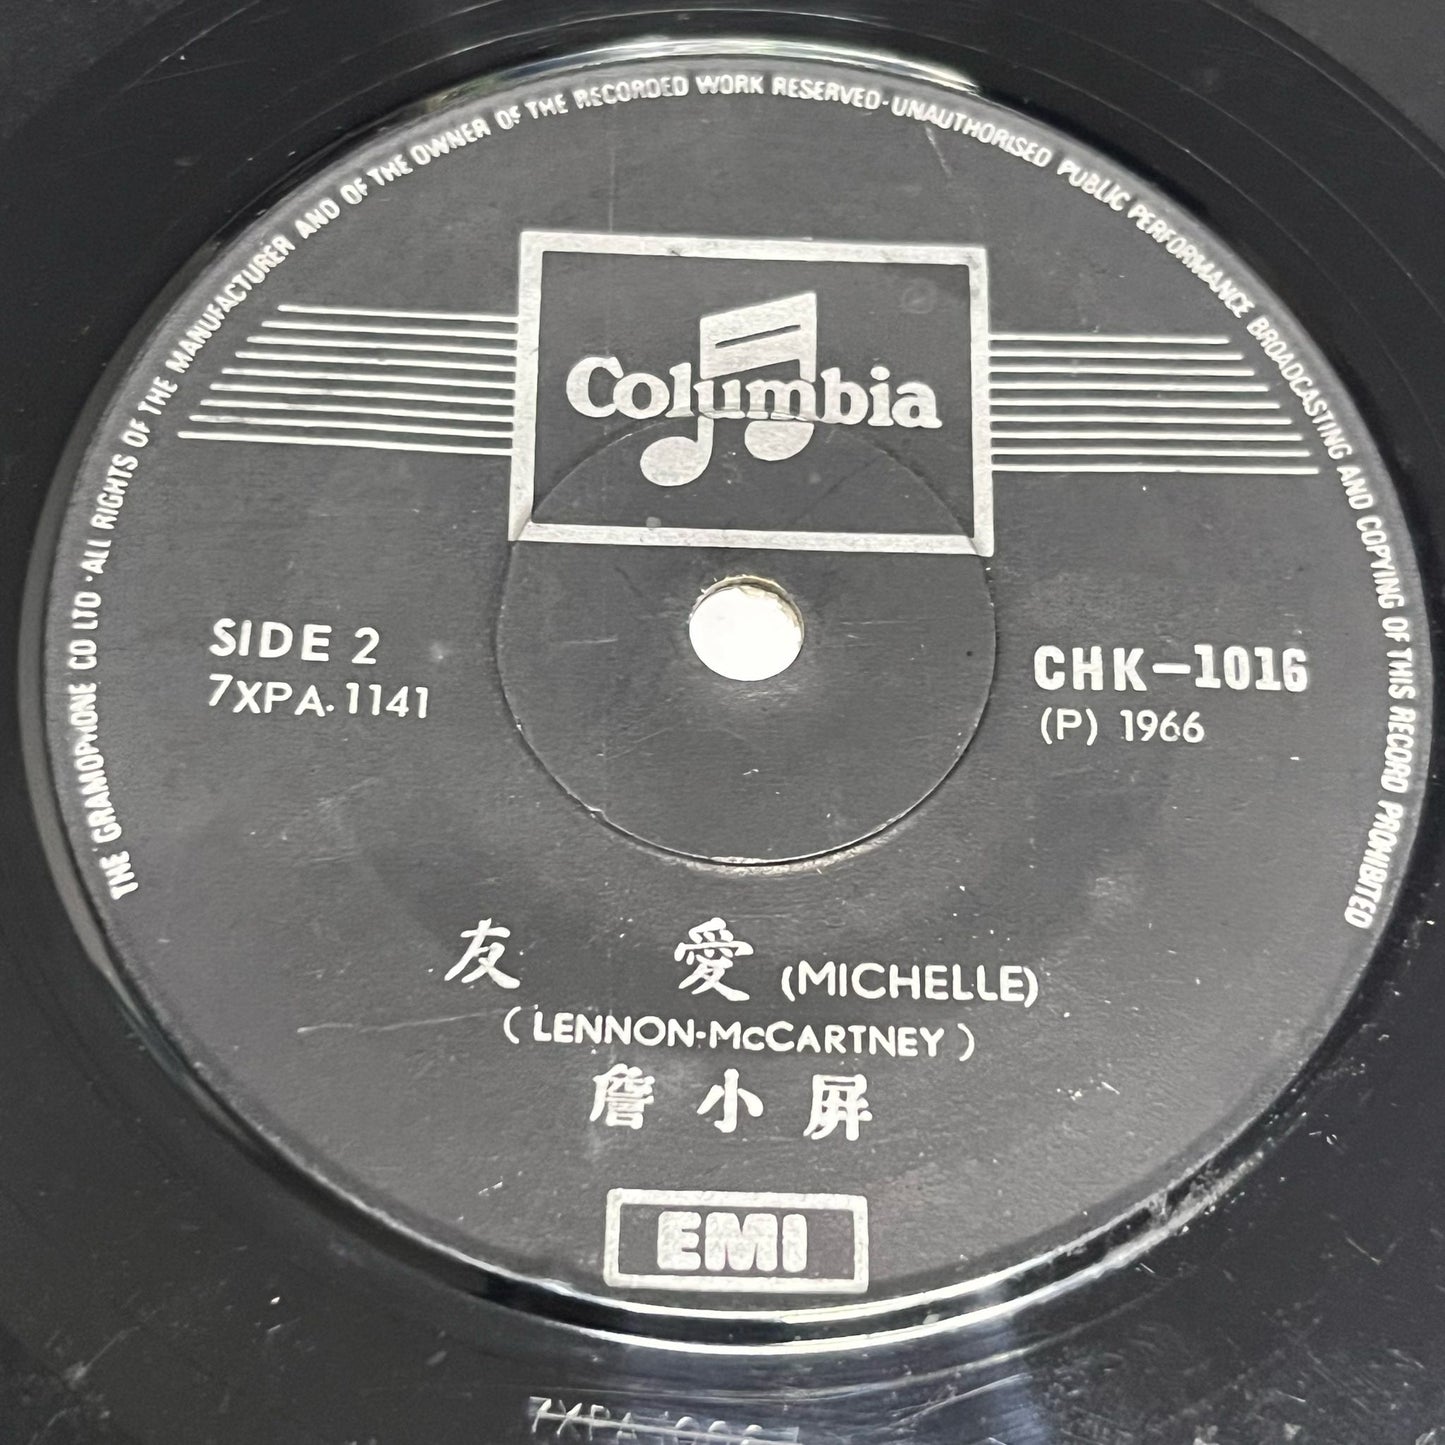 THE GRAMOPHONE CO LTD · ALL RIGHTS OF THE MANUFACTURER AND OF THE OWNER OF THE RECORDED WORK RESERVED · UNAUTHORISED PUBLIC PERFORMANCE BROADCASTING AND COPYING OF THIS RECORD PROHIBITED
Columbia
SIDE 2
7XPA.1141
CHK-1016
(P) 1966
友 愛 (MICHELLE)
(LENNON-McCARTNEY)
詹小屏
EMI